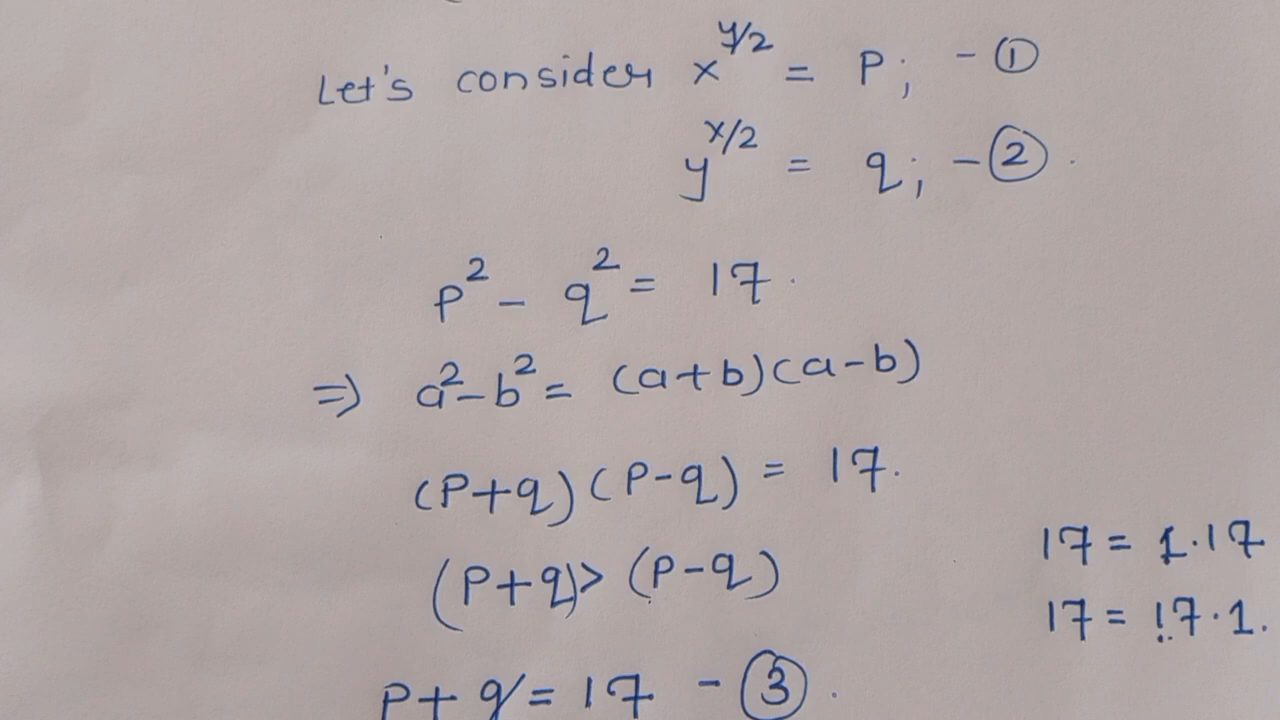 Let's consider x^{y/2} = P; - ①
y^{x/2} = q; - ②.
P² - q² = 17.
⇒ a² - b² = (a+b)(a-b)
(P+q)(P-q) = 17.
(P+q) > (P-q)
17 = 1.17
17 = 17.1.
P + q = 17 - ③.